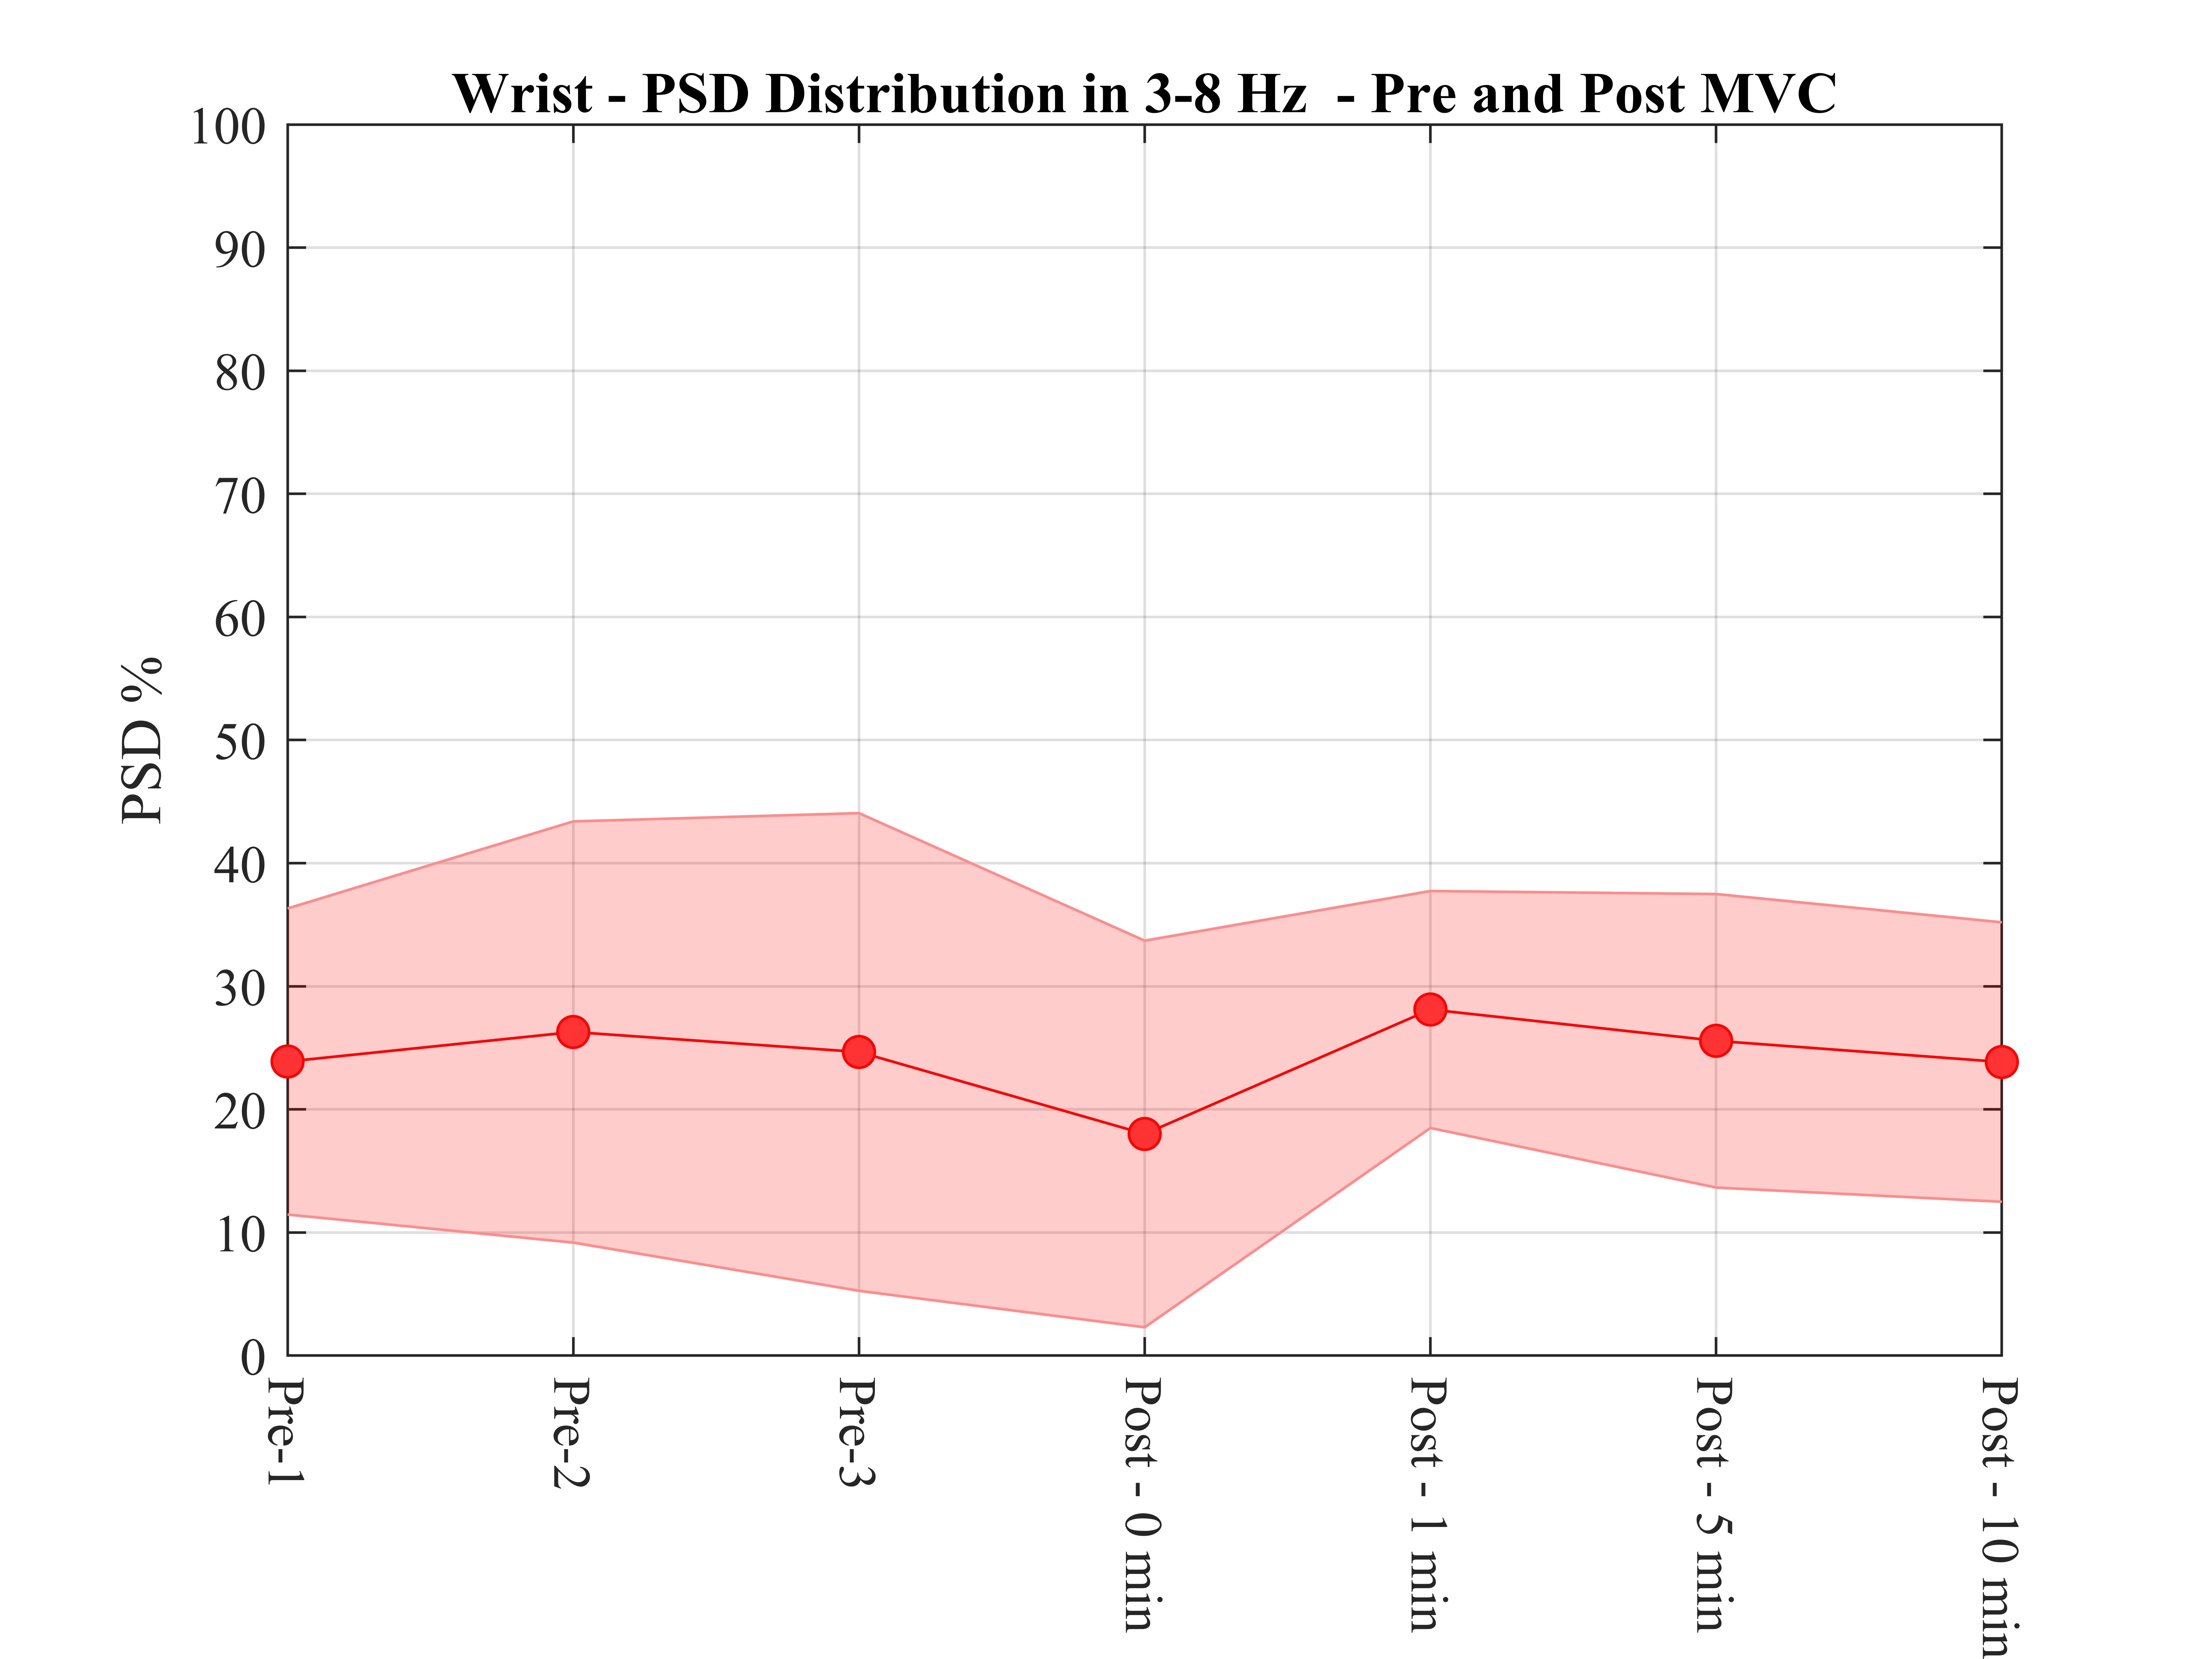 Wrist - PSD Distribution in 3-8 Hz  - Pre and Post MVC
100
90
80
70
60
50
40
30
20
10
0
PSD %
Pre-1
Pre-2
Pre-3
Post - 0 min
Post - 1 min
Post - 5 min
Post - 10 min